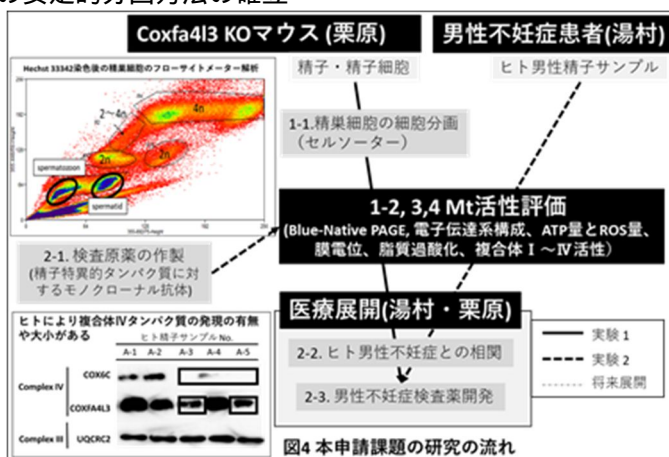 の安定的分画方法の確立
Coxfa4l3 KOマウス (栗原)
男性不妊症患者(湯村)
Hechst 33342染色後の精巣細胞のフローサイトメーター解析
精子・精子細胞
ヒト男性精子サンプル
2～4n
4n
2n
2n
spermatozoon
spermatid
1-1.精巣細胞の細胞分画
（セルソーター）
1-2, 3,4 Mt活性評価
(Blue-Native PAGE, 電子伝達系構成、ATP量とROS量、
膜電位、脂質過酸化、複合体Ⅰ～Ⅳ活性）
2-1. 検査原薬の作製
(精子特異的タンパク質に対
するモノクローナル抗体)
医療展開(湯村・栗原)
2-2. ヒト男性不妊症との相関
2-3. 男性不妊症検査薬開発
ヒトにより複合体Ⅳタンパク質の発現の有無
や大小がある
ヒト精子サンプル No.
A-1 A-2 A-3 A-4 A-5
COX6C
Complex IV
COXFA4L3
Complex III
UQCRC2
実験 1
実験 2
将来展開
図4 本申請課題の研究の流れ